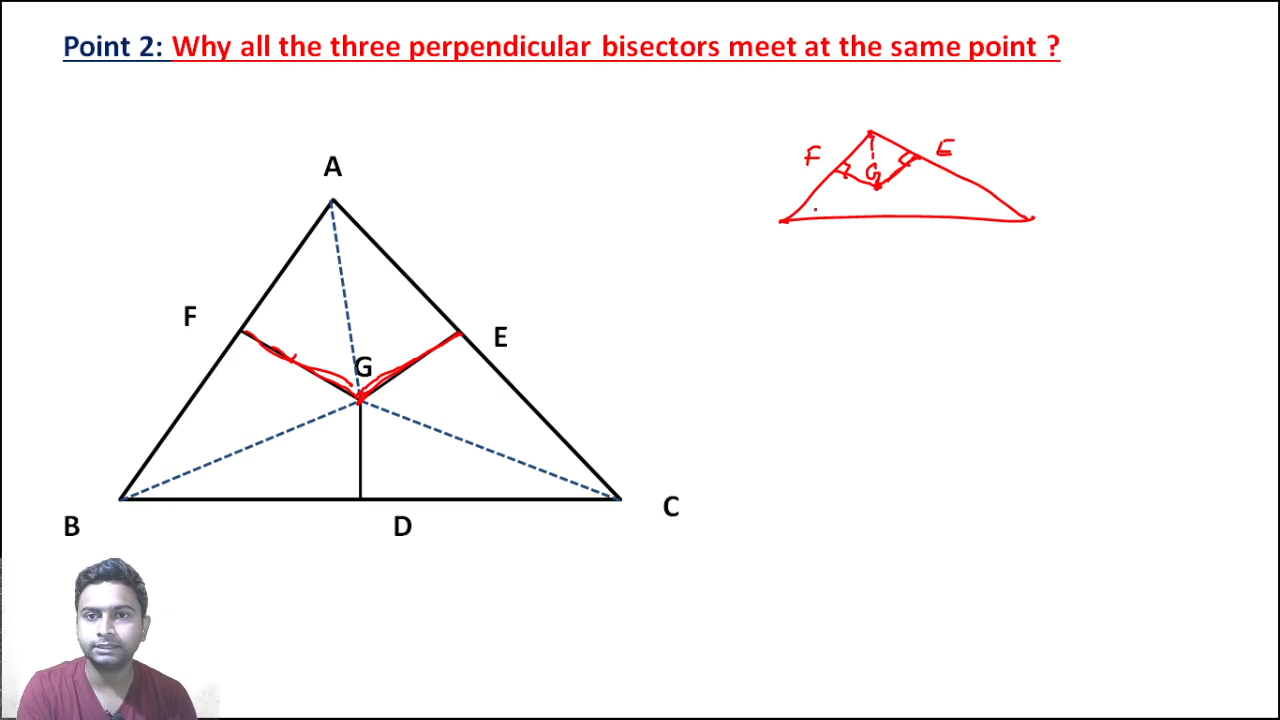 Point 2: Why all the three perpendicular bisectors meet at the same point ?
A
F
E
G
B
D
C
F
E
G